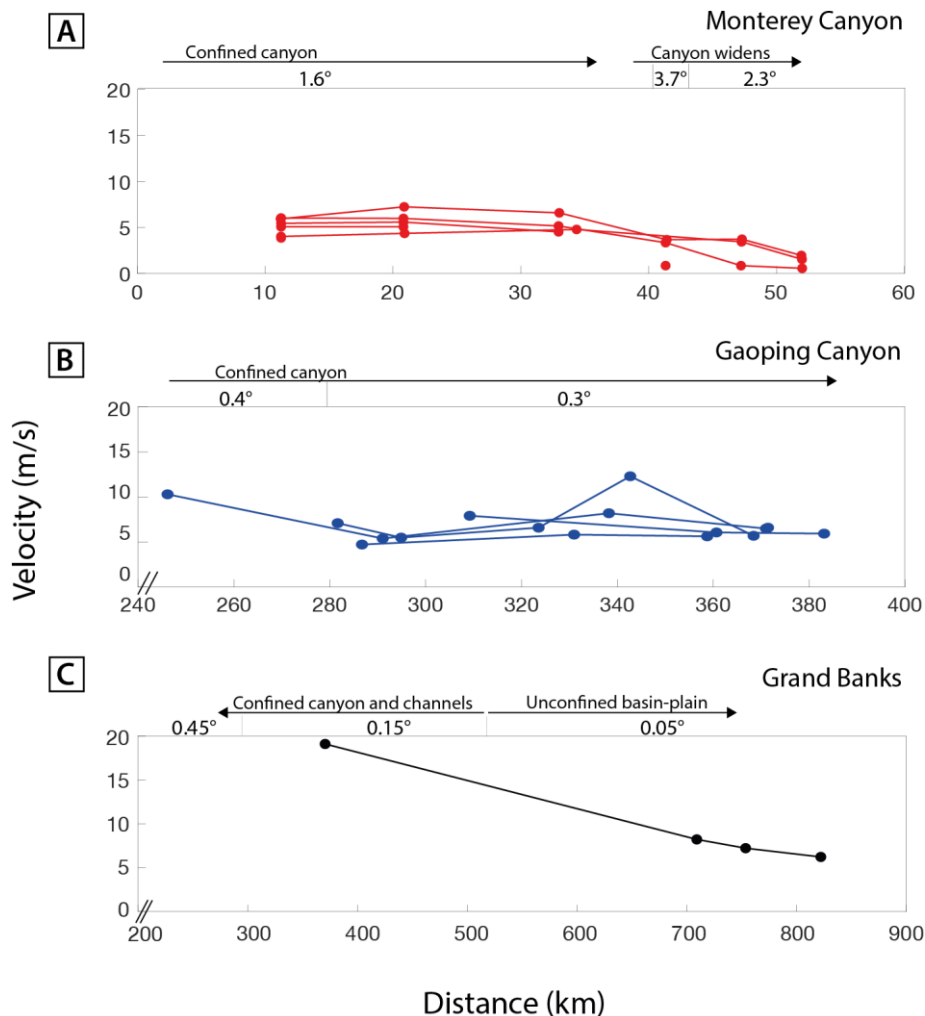 A
Monterey Canyon
Confined canyon
Canyon widens
1.6°
3.7°
2.3°
20
15
10
5
0
0 10 20 30 40 50 60
B
Gaoping Canyon
Confined canyon
0.4°
0.3°
20
15
10
5
0
240 260 280 300 320 340 360 380 400
Velocity (m/s)
C
Grand Banks
Confined canyon and channels
Unconfined basin-plain
0.45°
0.15°
0.05°
20
15
10
5
0
200 300 400 500 600 700 800 900
Distance (km)